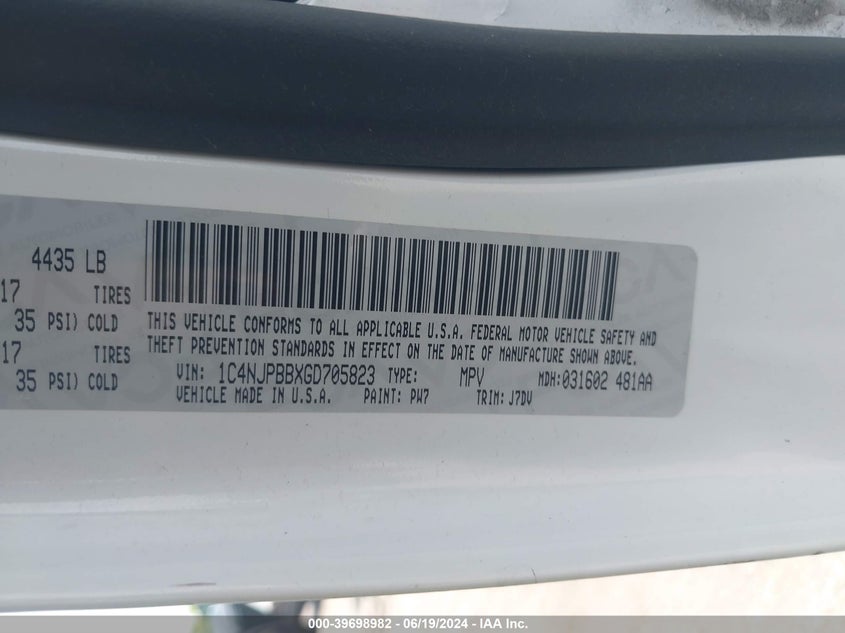 4435 LB
17 TIRES
35 PSI) COLD
17 TIRES
35 PSI) COLD
THIS VEHICLE CONFORMS TO ALL APPLICABLE U.S.A. FEDERAL MOTOR VEHICLE SAFETY AND
THEFT PREVENTION STANDARDS IN EFFECT ON THE DATE OF MANUFACTURE SHOWN ABOVE.
VIN: 1C4NJPBBXGD705823 TYPE: MPV MDH:031602 481AA
VEHICLE MADE IN U.S.A. PAINT: PW7 TRIM: J7DV
000-39698982 - 06/19/2024 - IAA Inc.